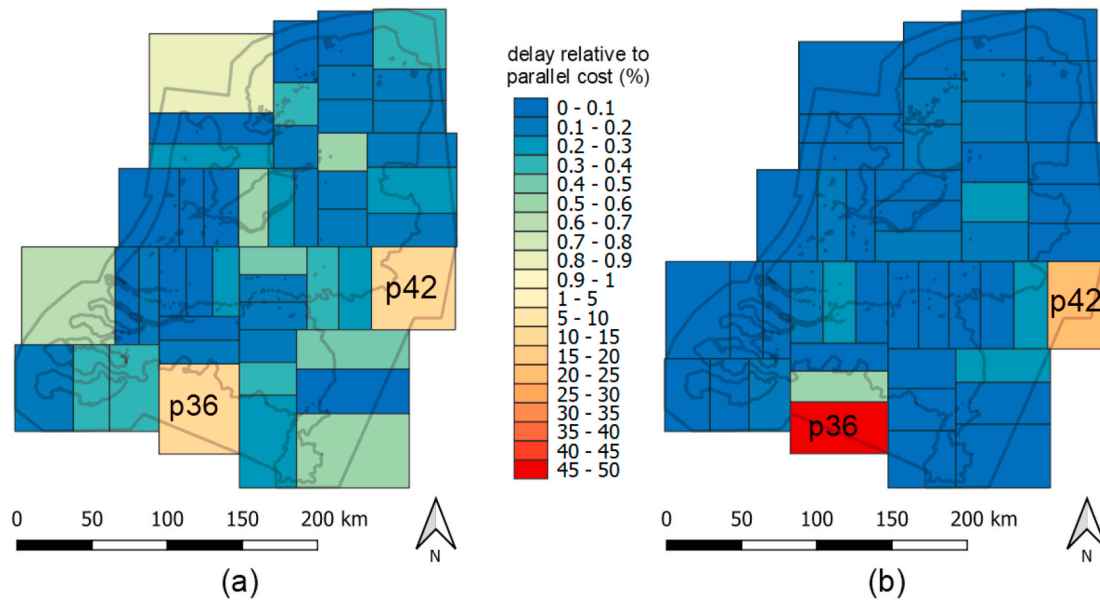 delay relative to
parallel cost (%)
0 - 0.1
0.1 - 0.2
0.2 - 0.3
0.3 - 0.4
0.4 - 0.5
0.5 - 0.6
0.6 - 0.7
0.7 - 0.8
0.8 - 0.9
0.9 - 1
1 - 5
5 - 10
10 - 15
15 - 20
20 - 25
25 - 30
30 - 35
35 - 40
40 - 45
45 - 50
p42
p36
0 50 100 150 200 km
N
(a)
p42
p36
0 50 100 150 200 km
N
(b)